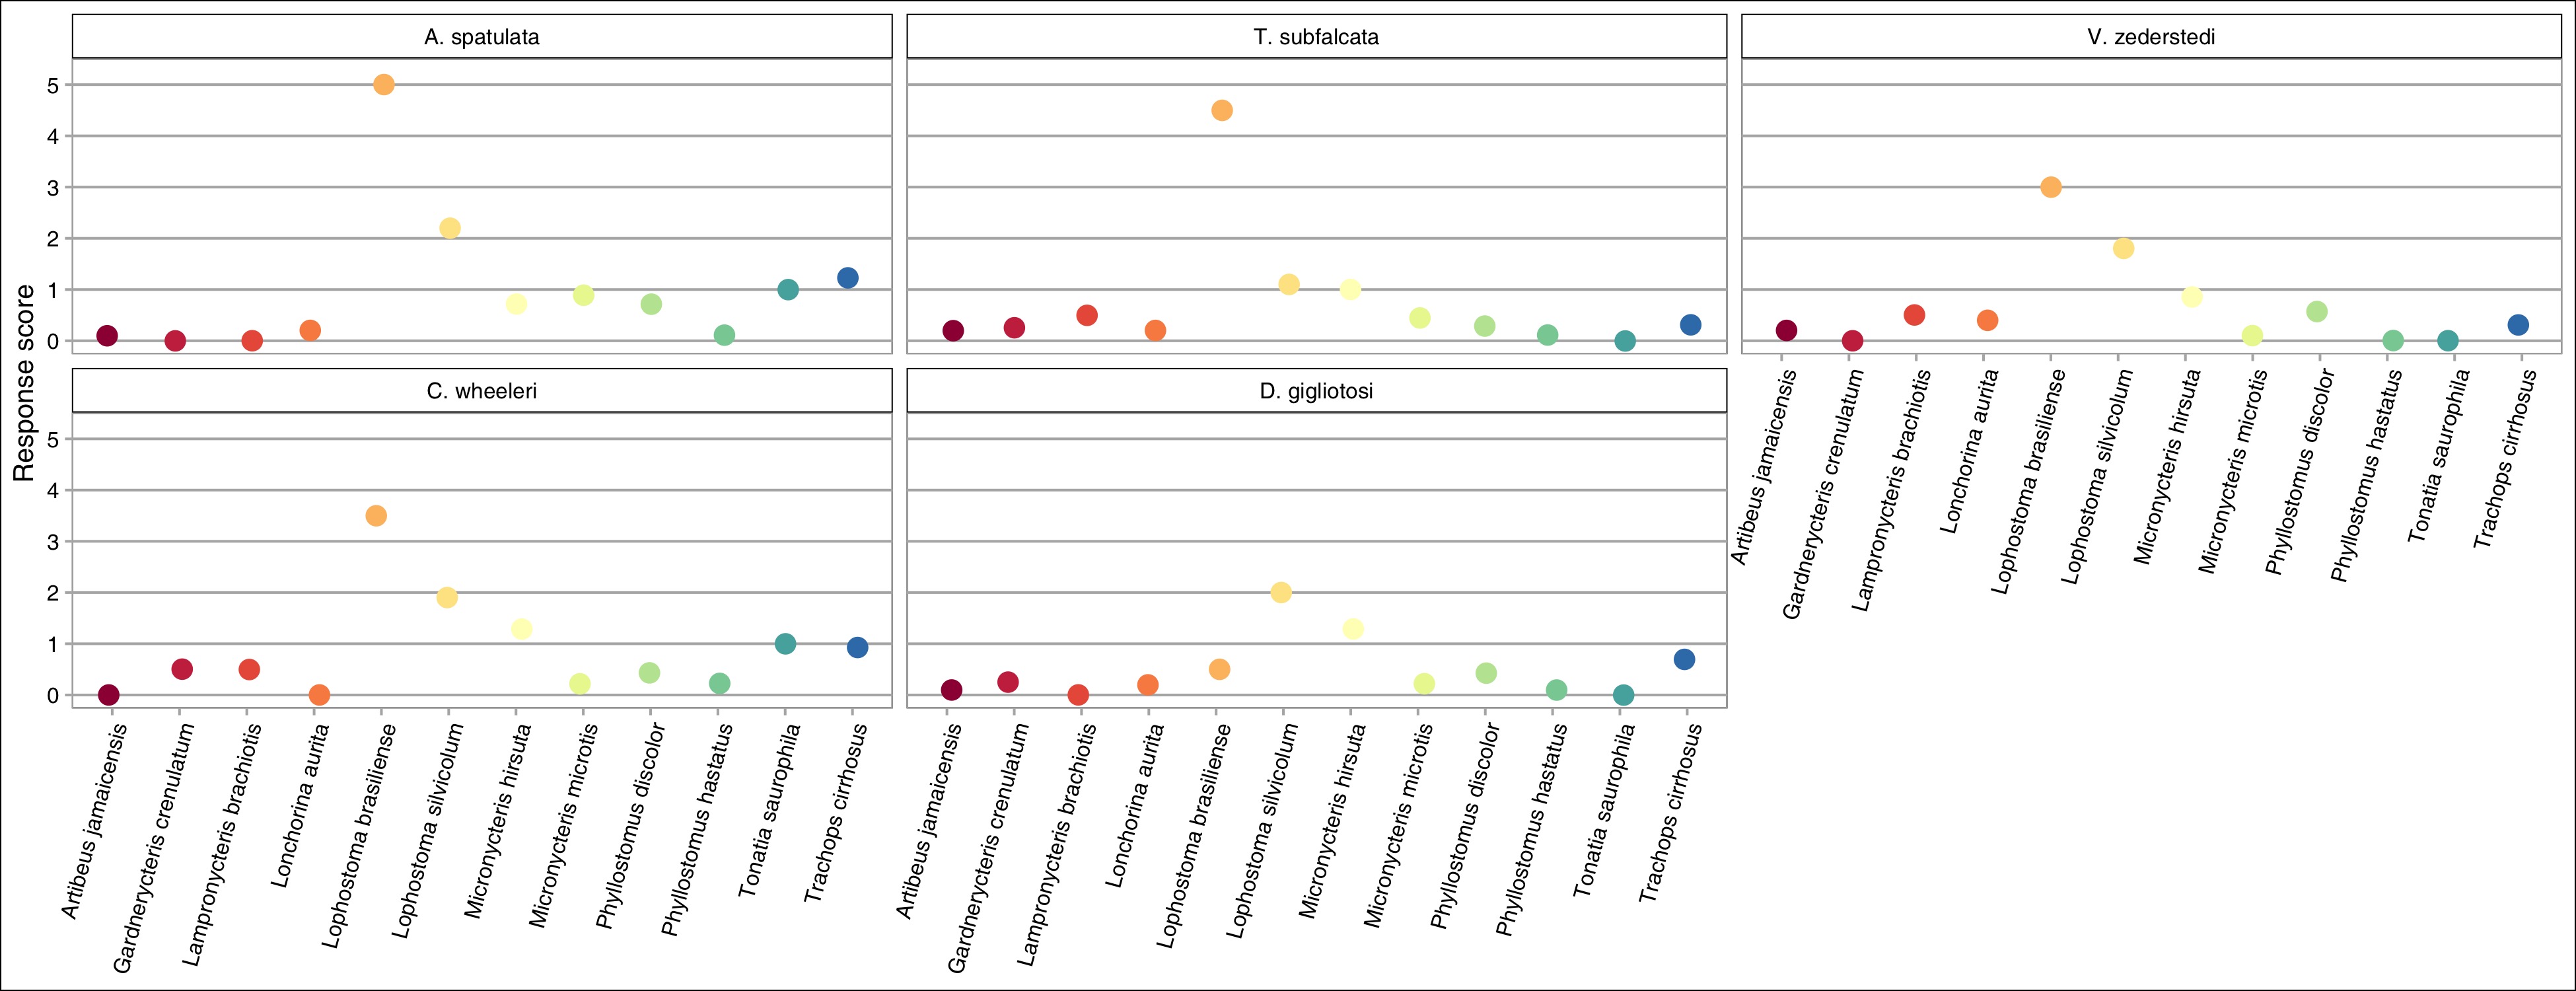 A. spatulata
T. subfalcata
V. zederstedi
Response score
5
4
3
2
1
0
C. wheeleri
D. gigliotosi
5
4
3
2
1
0
Artibeus jamaicensis
Gardnerycteris crenulatum
Lampronycteris brachiotis
Lonchorina aurita
Lophostoma brasiliense
Lophostoma silvicolum
Micronycteris hirsuta
Micronycteris microtis
Phyllostomus discolor
Phyllostomus hastatus
Tonatia saurophila
Trachops cirrhosus
Artibeus jamaicensis
Gardnerycteris crenulatum
Lampronycteris brachiotis
Lonchorina aurita
Lophostoma brasiliense
Lophostoma silvicolum
Micronycteris hirsuta
Micronycteris microtis
Phyllostomus discolor
Phyllostomus hastatus
Tonatia saurophila
Trachops cirrhosus
Artibeus jamaicensis
Gardnerycteris crenulatum
Lampronycteris brachiotis
Lonchorina aurita
Lophostoma brasiliense
Lophostoma silvicolum
Micronycteris hirsuta
Micronycteris microtis
Phyllostomus discolor
Phyllostomus hastatus
Tonatia saurophila
Trachops cirrhosus